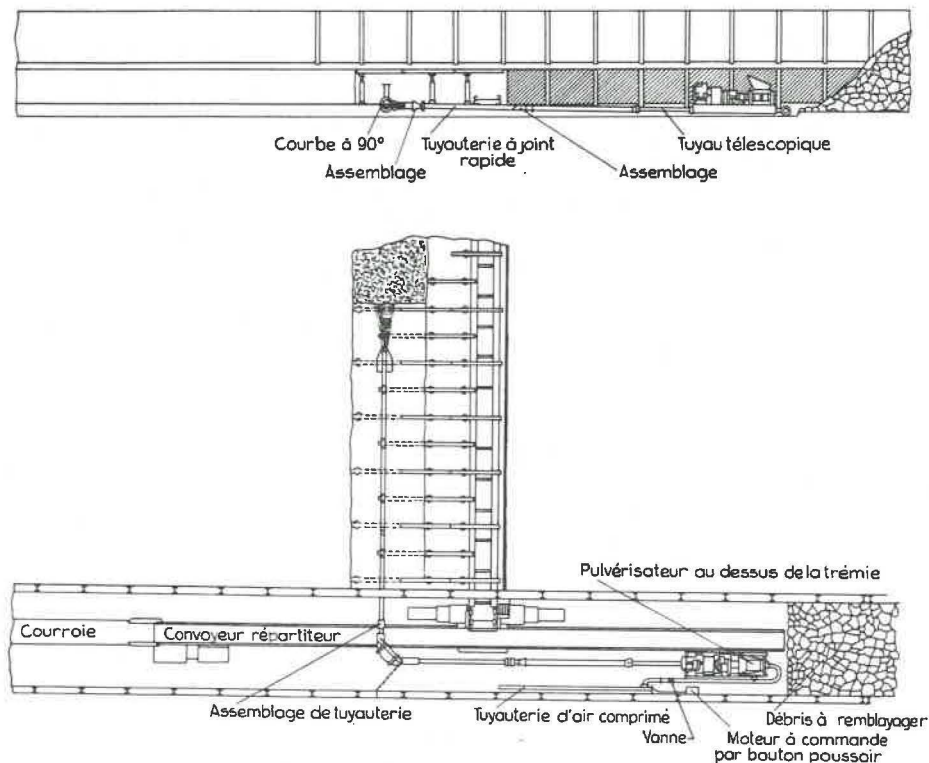 Courbe à 90°
Tuyauterie à joint
rapide
Tuyau télescopique
Assemblage
Assemblage
Pulvérisateur au dessus de la trémie
Courroie
Convoyeur répartiteur
Assemblage de tuyauterie
Tuyauterie d'air comprimé
Vanne
Débris à remblayager
Moteur à commande
par bouton poussoir